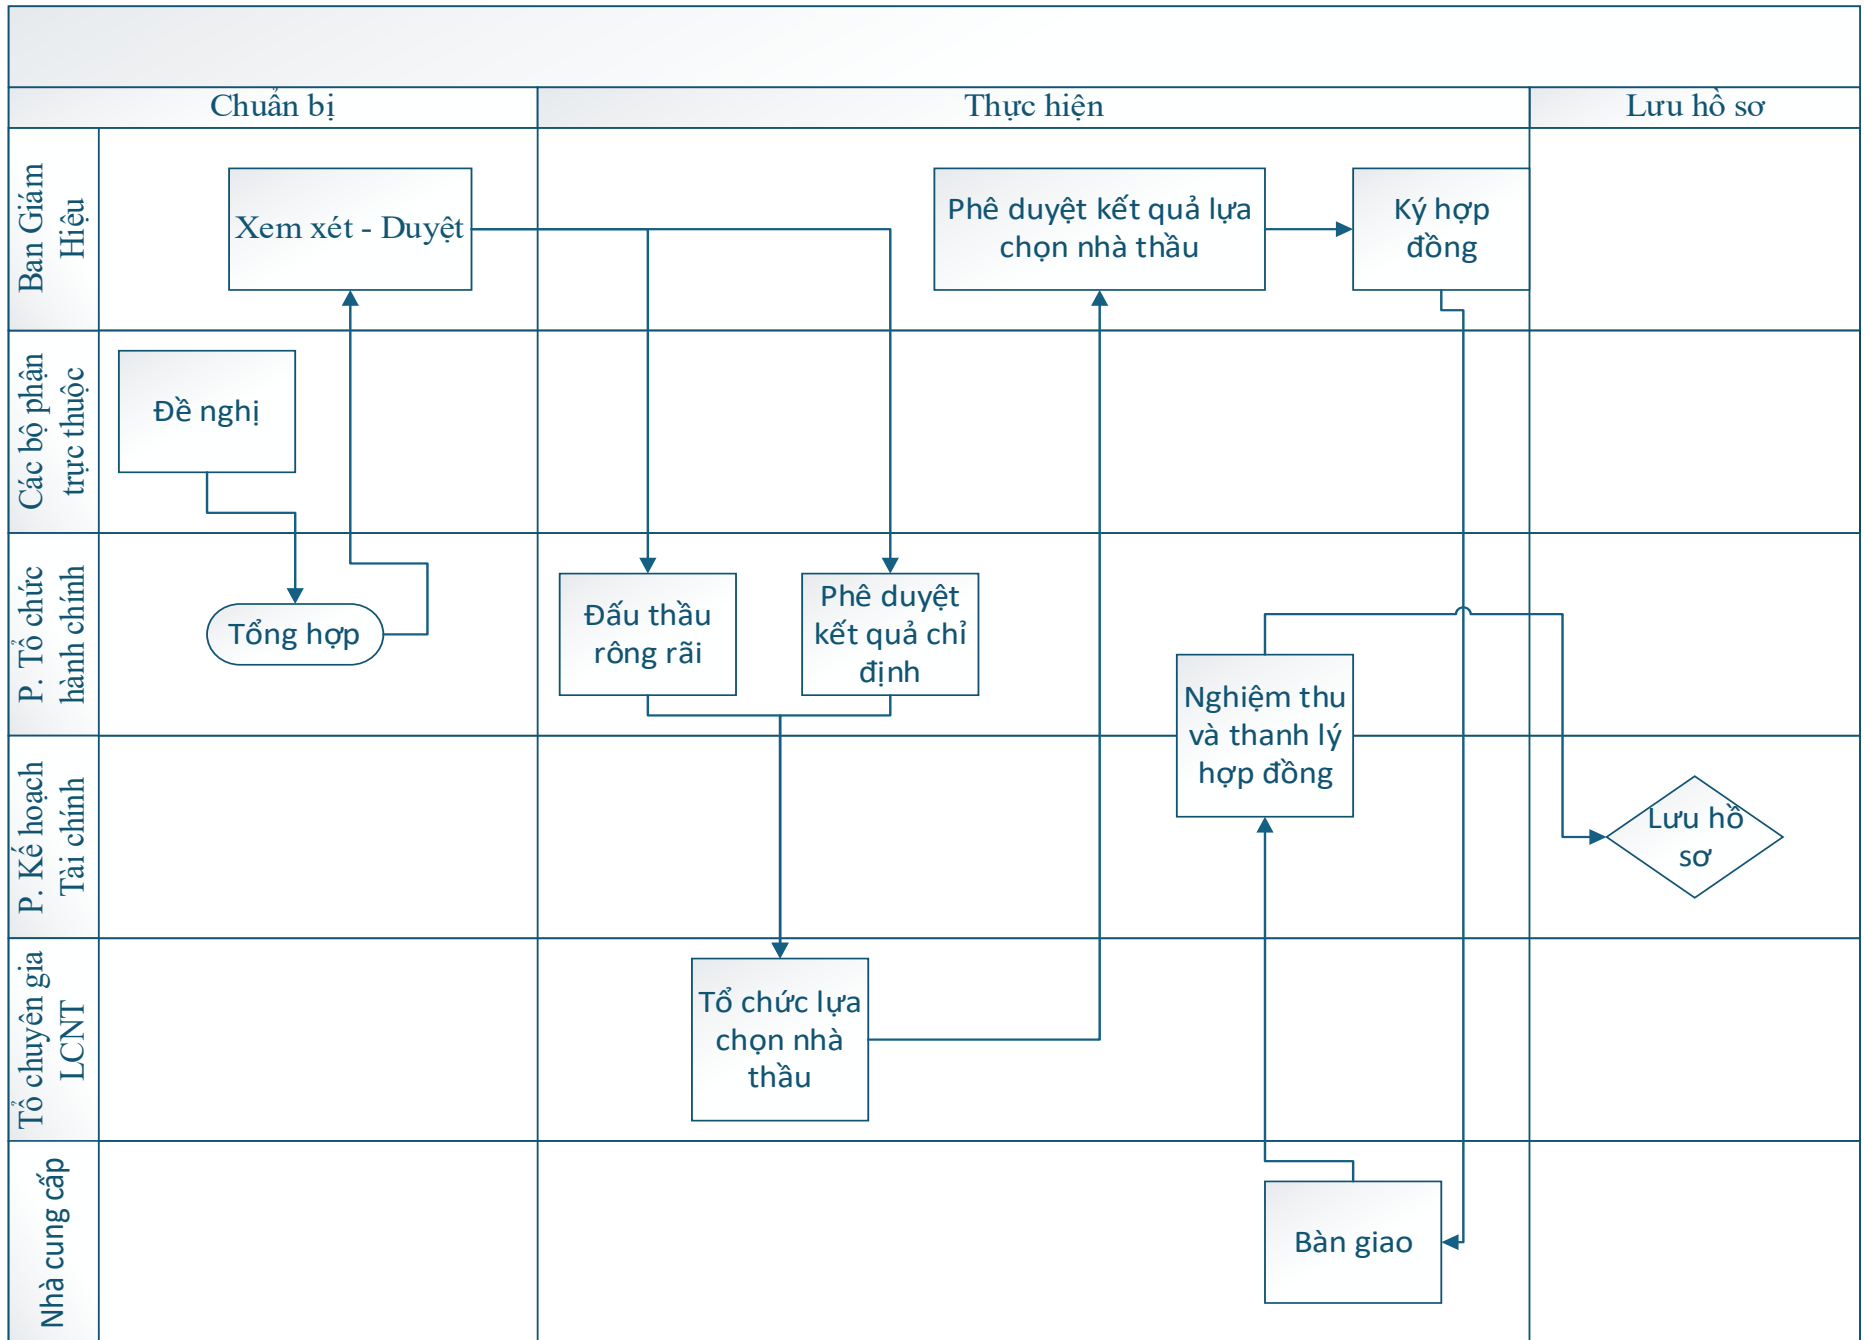 Chuẩn bị
Thực hiện
Lưu hồ sơ
Ban Giám
Hiệu
Xem xét - Duyệt
Phê duyệt kết quả lựa
chọn nhà thầu
Ký hợp
đồng
Các bộ phận
trực thuộc
Đề nghị
P. Tổ chức
hành chính
Tổng hợp
Đấu thầu
rông rãi
Phê duyệt
kết quả chỉ
định
Nghiệm thu
và thanh lý
hợp đồng
P. Kế hoạch
Tài chính
Lưu hồ
sơ
Tổ chuyên gia
LCNT
Tổ chức lựa
chọn nhà
thầu
Nhà cung cấp
Bàn giao